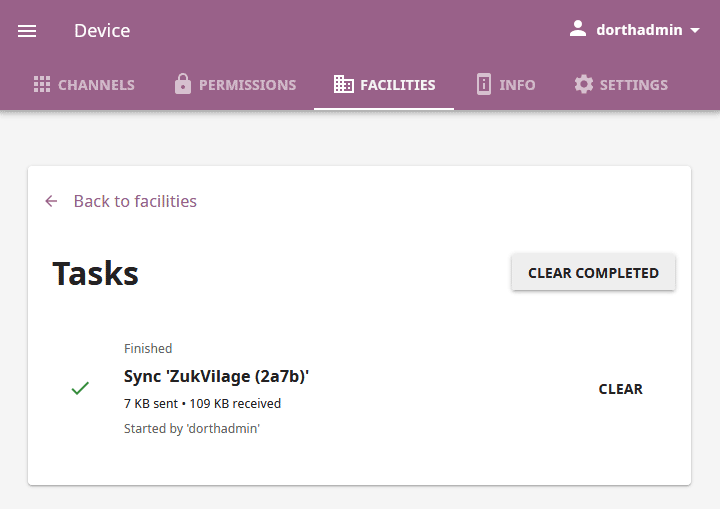 Device
dorthadmin
CHANNELS
PERMISSIONS
FACILITIES
INFO
SETTINGS
Back to facilities
Tasks
CLEAR COMPLETED
Finished
Sync 'ZukVilage (2a7b)'
7 KB sent • 109 KB received
CLEAR
Started by 'dorthadmin'